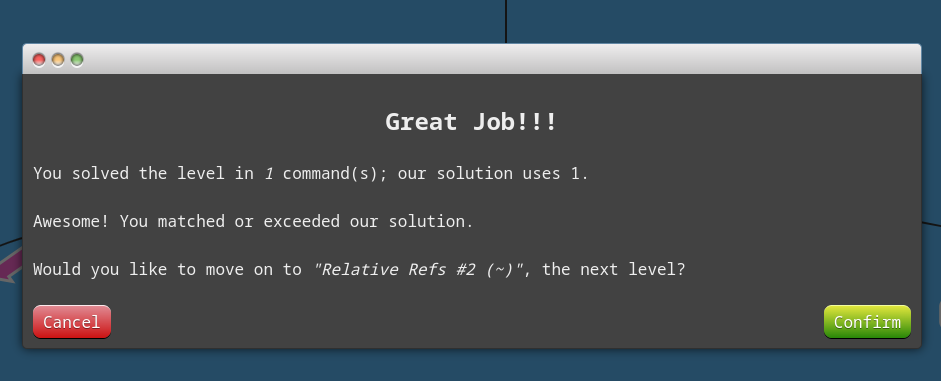 Great Job!!!
You solved the level in 1 command(s); our solution uses 1.
Awesome! You matched or exceeded our solution.
Would you like to move on to "Relative Refs #2 (~)", the next level?
Cancel
Confirm